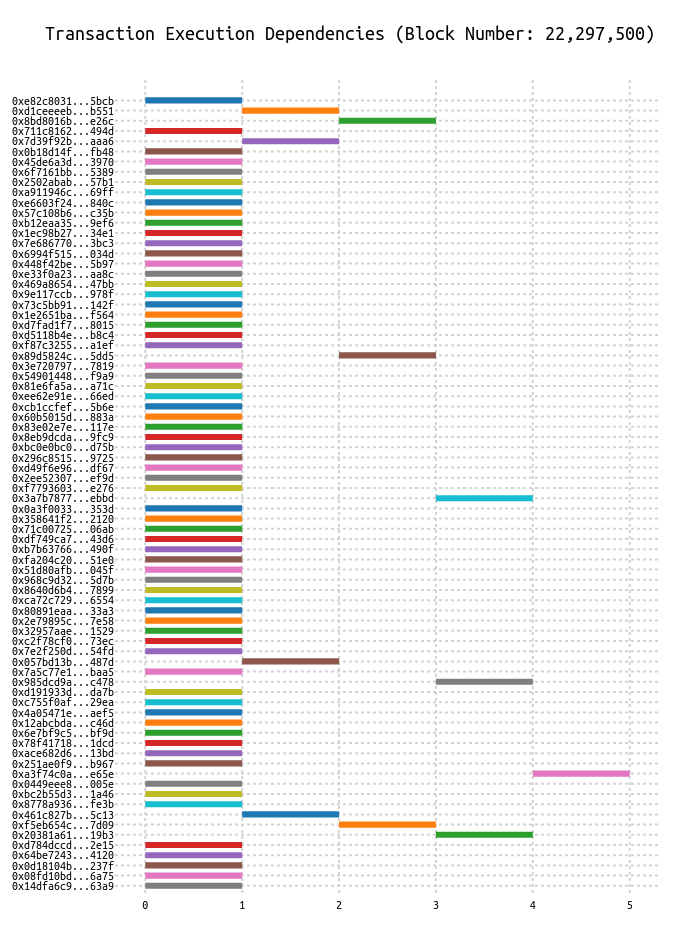 Transaction Execution Dependencies (Block Number: 22,297,500)
0xe82c8031...5bcb
0xd1ceeeeb...b551
0x8bd8016b...e26c
0x711c8162...494d
0x7d39f92b...aaa6
0x0b18d14f...fb48
0x45de6a3d...3970
0x6f7161bb...5389
0x2502abab...57b1
0xa911946c...69ff
0xe6603f24...840c
0x57c108b6...c35b
0xb12eaa35...9ef6
0x1ec98b27...34e1
0x7e686770...3bc3
0x6994f515...034d
0x448f42be...5b97
0xe33f0a23...aa8c
0x469a8654...47bb
0x9e117ccb...978f
0x73c5bb91...142f
0x1e2651ba...f564
0xd7fad1f7...8015
0xd5118b4e...b8c4
0xf87c3255...a1ef
0x89d5824c...5dd5
0x3e720797...7819
0x54901448...f9a9
0x81e6fa5a...a71c
0xee62e91e...66ed
0xcb1ccfef...5b6e
0x60b5015d...883a
0x83e02e7e...117e
0x8eb9dcda...9fc9
0xbc0e0bc0...d75b
0x296c8515...9725
0xd49f6e96...df67
0x2ee52307...ef9d
0xf7793603...e276
0x3a7b7877...ebbd
0x0a3f0033...353d
0x358641f2...2120
0x71c00725...06ab
0xdf749ca7...43d6
0xb7b63766...490f
0xfa204c20...51e0
0x51d80afb...045f
0x968c9d32...5d7b
0x8640d6b4...7899
0xca72c729...6554
0x80891eaa...33a3
0x2e79895c...7e58
0x32957aae...1529
0xc2f78cf0...73ec
0x7e2f250d...54fd
0x057bd13b...487d
0x7a5c77e1...baa5
0x985dcd9a...c478
0xd191933d...da7b
0xc755f0af...29ea
0x4a05471e...aef5
0x12abcbda...c46d
0x6e7bf9c5...bf9d
0x78f41718...1dcd
0xace682d6...13bd
0x251ae0f9...b967
0xa3f74c0a...e65e
0x0449eee8...005e
0xbc2b55d3...1a46
0x8778a936...fe3b
0x461c827b...5c13
0xf5eb654c...7d09
0x20381a61...19b3
0xd784dccd...2e15
0x64be7243...4120
0x0d18104b...237f
0x08fd10bd...6a75
0x14dfa6c9...63a9
0 1 2 3 4 5